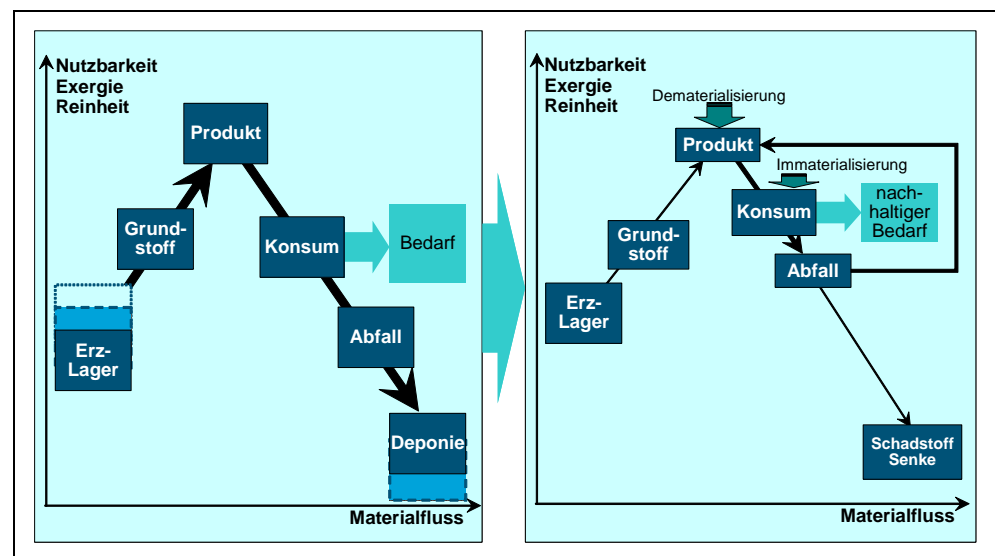 Nutzbarkeit
Exergie
Reinheit
Produkt
Grund-
stoff
Konsum
Bedarf
Erz-
Lager
Abfall
Deponie
Materialfluss
Nutzbarkeit
Exergie
Reinheit
Dematerialisierung
Produkt
Immaterialisierung
Konsum
nach-
haltiger
Bedarf
Grund-
stoff
Abfall
Erz-
Lager
Schadstoff
Senke
Materialfluss